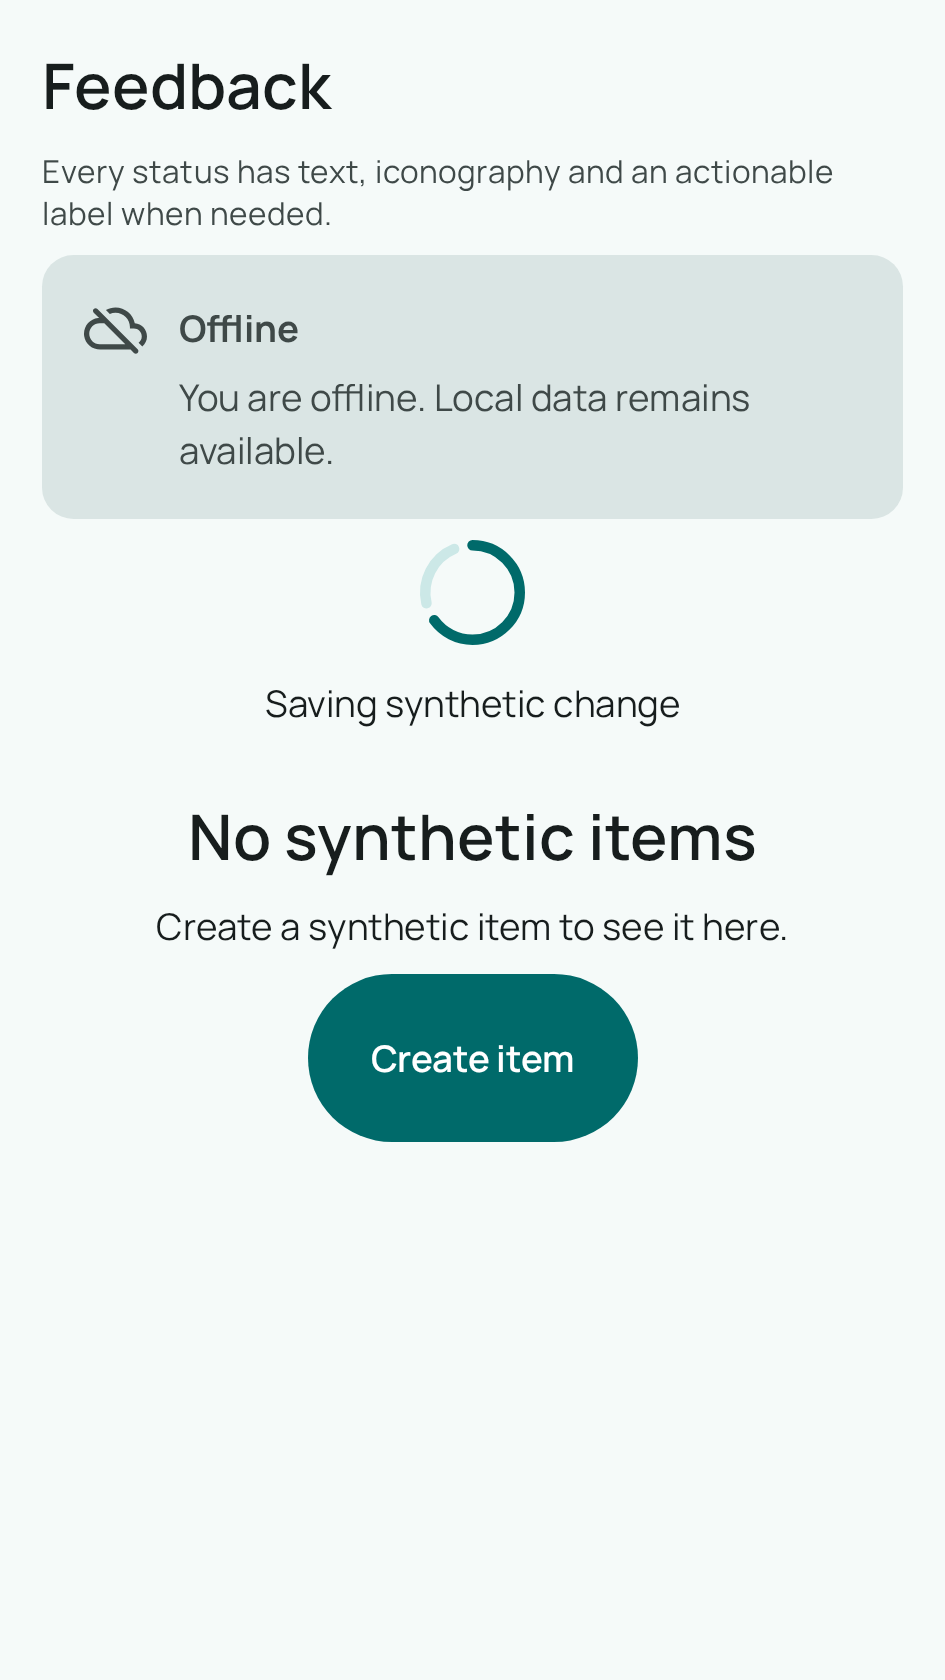 Feedback
Every status has text, iconography and an actionable
label when needed.
Offline
You are offline. Local data remains
available.
Saving synthetic change
No synthetic items
Create a synthetic item to see it here.
Create item